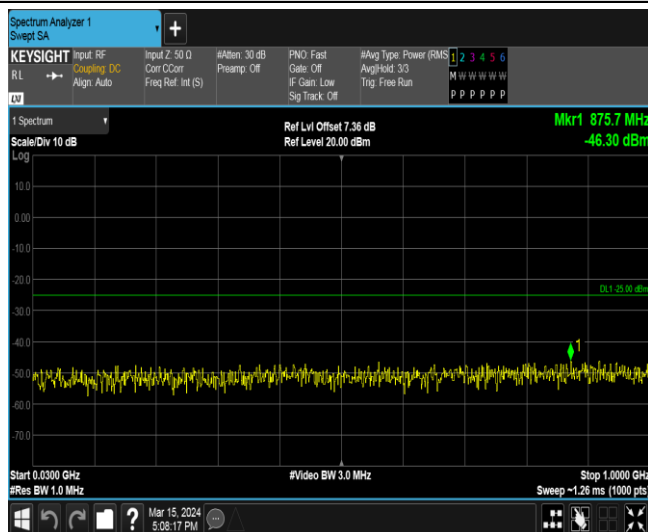 Spectrum Analyzer 1
Swept SA
KEYSIGHT
RL
LXI
Input: RF
Coupling: DC
Align: Auto
Input Z: 50 Ω
Corr CCorr
Freq Ref: Int (S)
#Atten: 30 dB
Preamp: Off
PNO: Fast
Gate: Off
IF Gain: Low
Sig Track: Off
#Avg Type: Power (RMS
Avg|Hold: 3/3
Trig: Free Run
1 2 3 4 5 6
M W W W W W
P P P P P P
1 Spectrum
Scale/Div 10 dB
Log
Ref Lvl Offset 7.36 dB
Ref Level 20.00 dBm
Mkr1 875.7 MHz
-46.30 dBm
10.0
0.00
-10.0
-20.0
DL1 -25.00 dBm
-30.0
-40.0
1
-50.0
-60.0
-70.0
Start 0.0300 GHz
#Video BW 3.0 MHz
Stop 1.0000 GHz
#Res BW 1.0 MHz
Sweep ~1.26 ms (1000 pts)
Mar 15, 2024
5:08:17 PM